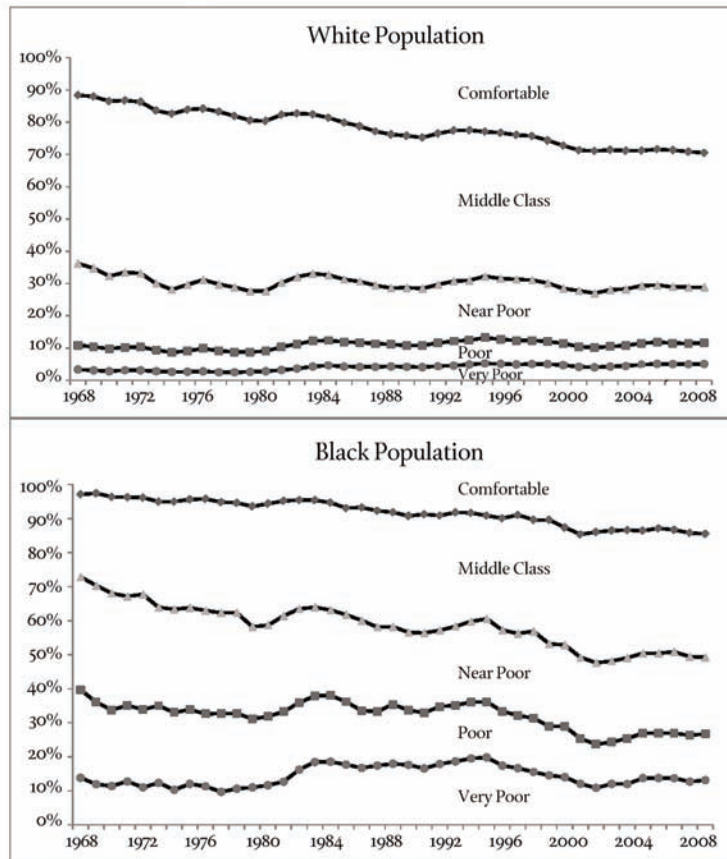 White Population
100%
90%
80%
70%
60%
50%
40%
30%
20%
10%
0%
Comfortable
Middle Class
Near Poor
Poor
Very Poor
1968 1972 1976 1980 1984 1988 1992 1996 2000 2004 2008
Black Population
100%
90%
80%
70%
60%
50%
40%
30%
20%
10%
0%
Comfortable
Middle Class
Near Poor
Poor
Very Poor
1968 1972 1976 1980 1984 1988 1992 1996 2000 2004 2008